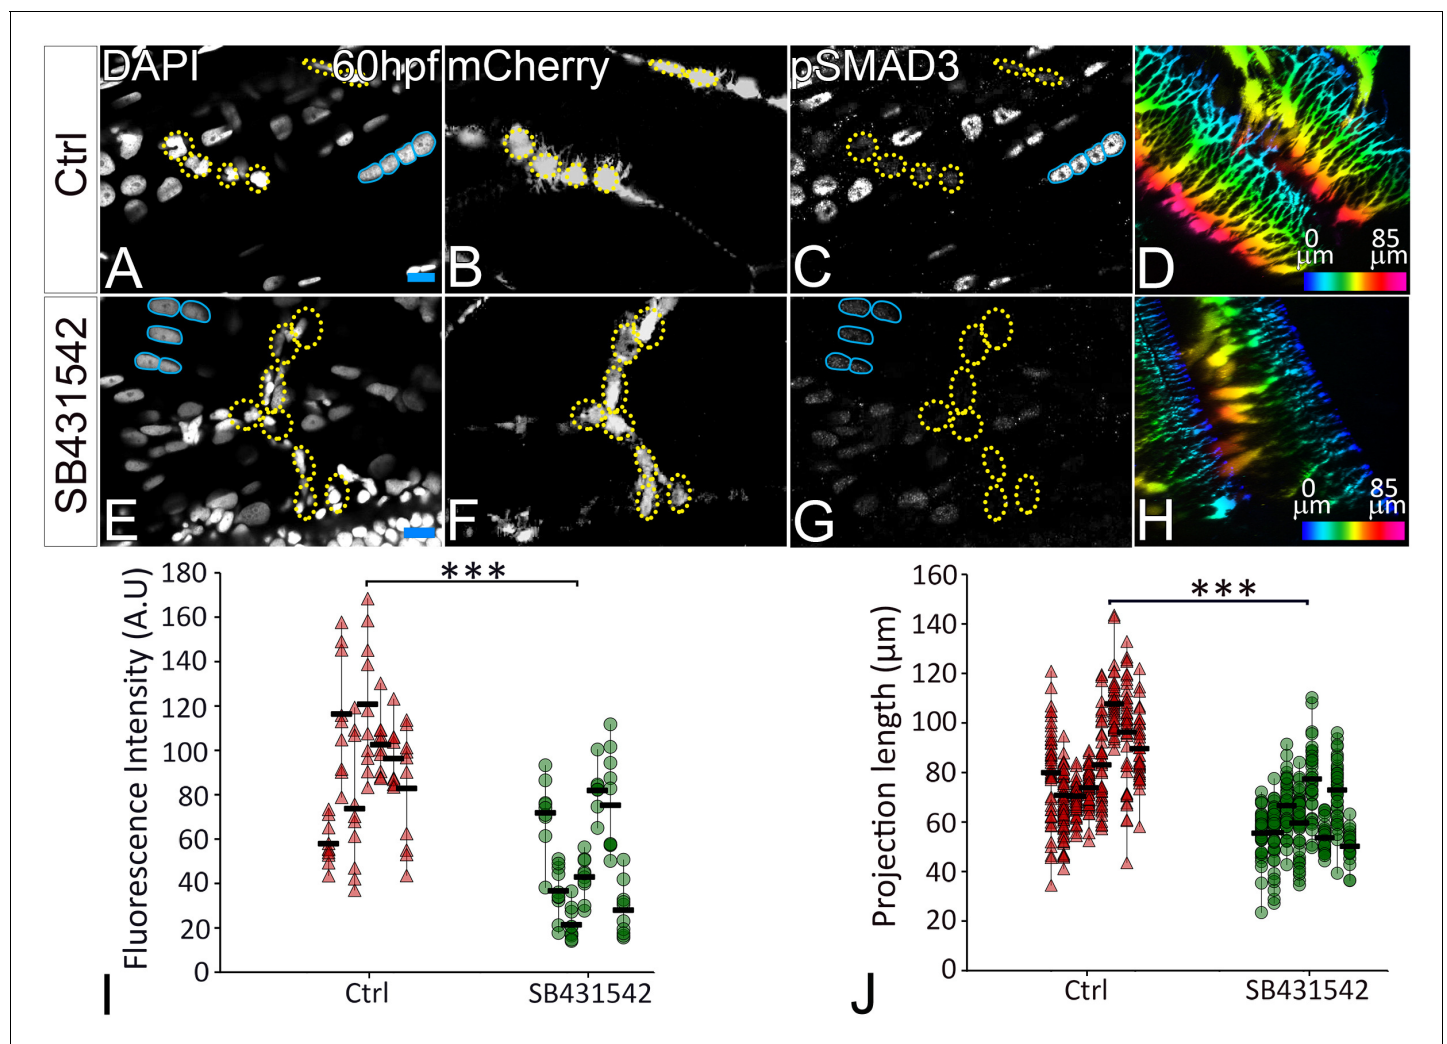 Ctrl
DAPI 60hpf mCherry pSMAD3
0 85
µm µm
A B C D
SB431542
0 85
µm µm
E F G H
***
180
160
140
120
100
80
60
40
20
0
Fluorescence Intensity (A.U)
Ctrl SB431542
I
***
160
140
120
100
80
60
40
20
0
Projection length (µm)
Ctrl SB431542
J